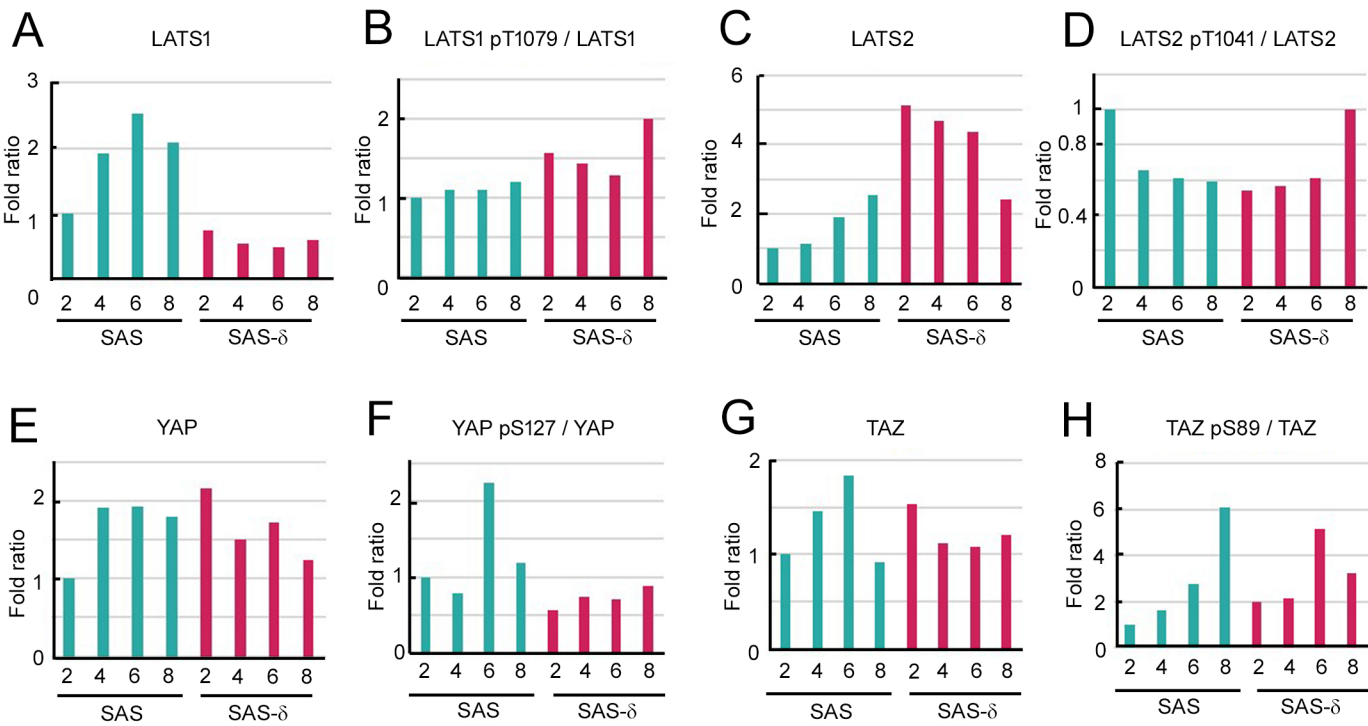 A LATS1
Fold ratio
3
2
1
0
2 4 6 8 2 4 6 8
SAS SAS-δ
B LATS1 pT1079 / LATS1
Fold ratio
2
1
0
2 4 6 8 2 4 6 8
SAS SAS-δ
C LATS2
Fold ratio
6
4
2
0
2 4 6 8 2 4 6 8
SAS SAS-δ
D LATS2 pT1041 / LATS2
Fold ratio
1
0.8
0.4
0
2 4 6 8 2 4 6 8
SAS SAS-δ
E YAP
Fold ratio
2
1
0
2 4 6 8 2 4 6 8
SAS SAS-δ
F YAP pS127 / YAP
Fold ratio
2
1
0
2 4 6 8 2 4 6 8
SAS SAS-δ
G TAZ
Fold ratio
2
1
0
2 4 6 8 2 4 6 8
SAS SAS-δ
H TAZ pS89 / TAZ
Fold ratio
8
6
4
2
0
2 4 6 8 2 4 6 8
SAS SAS-δ